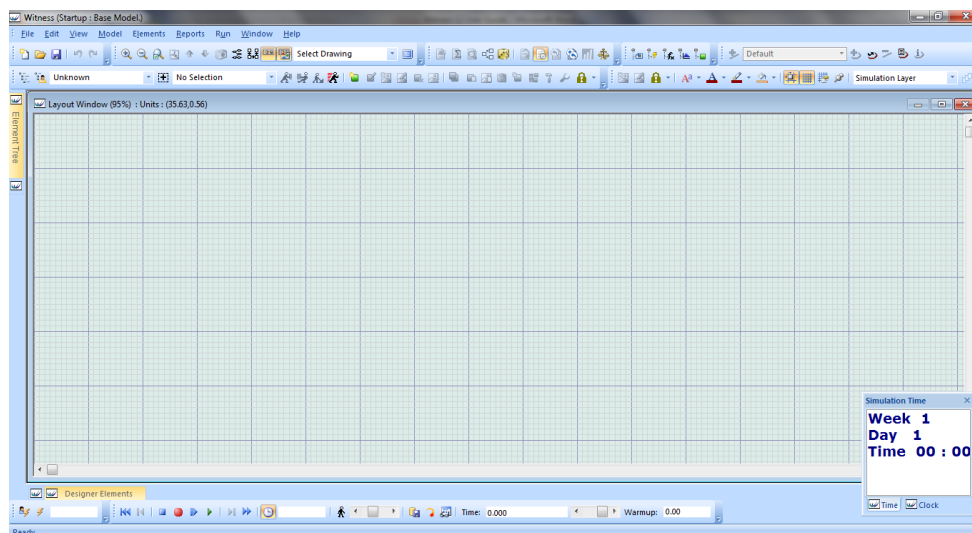 Witness (Startup : Base Model.)
File Edit View Model Elements Reports Run Window Help
Select Drawing Default
Unknown No Selection Simulation Layer
Layout Window (95%) : Units : (35.63,0.56)
Element Tree
Simulation Time
Week 1
Day 1
Time 00 : 00
Designer Elements
Time Clock
Time: 0.000 Warmup: 0.00
Ready